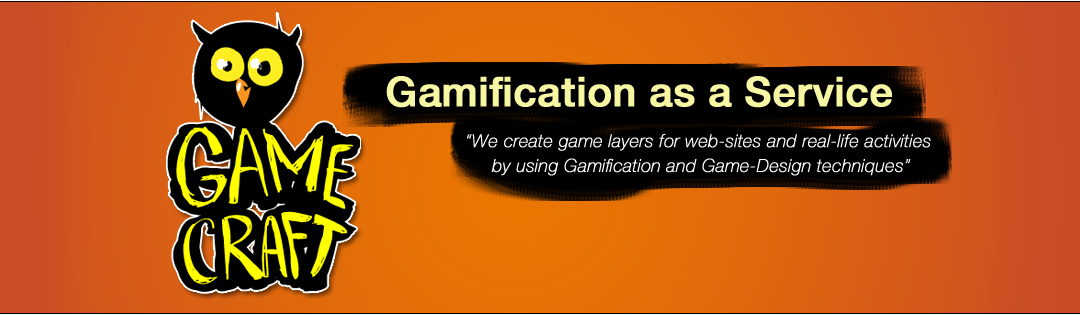 GAME
CRAFT
Gamification as a Service
“We create game layers for web-sites and real-life activities
by using Gamification and Game-Design techniques”